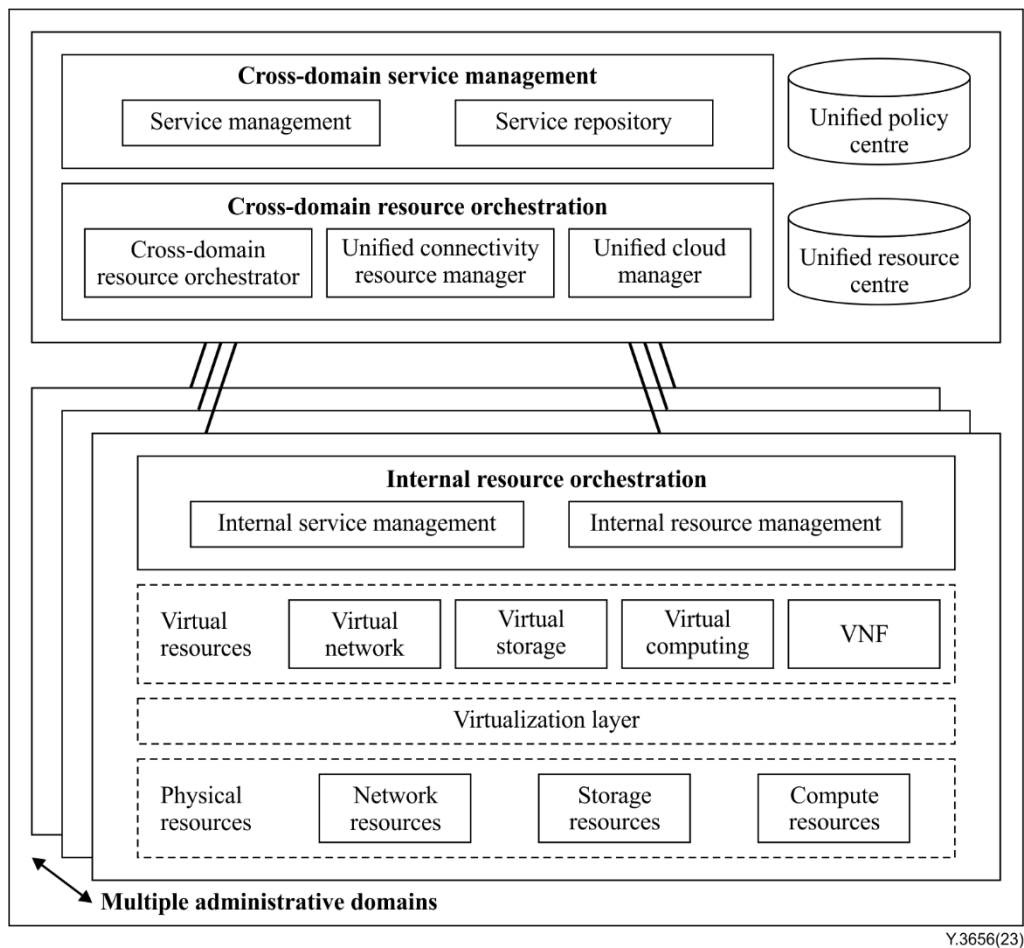 Cross-domain service management
Service management
Service repository
Unified policy
centre
Cross-domain resource orchestration
Cross-domain
resource orchestrator
Unified connectivity
resource manager
Unified cloud
manager
Unified resource
centre
Internal resource orchestration
Internal service management
Internal resource management
Virtual
resources
Virtual
network
Virtual
storage
Virtual
computing
VNF
Virtualization layer
Physical
resources
Network
resources
Storage
resources
Compute
resources
Multiple administrative domains
Y.3656(23)